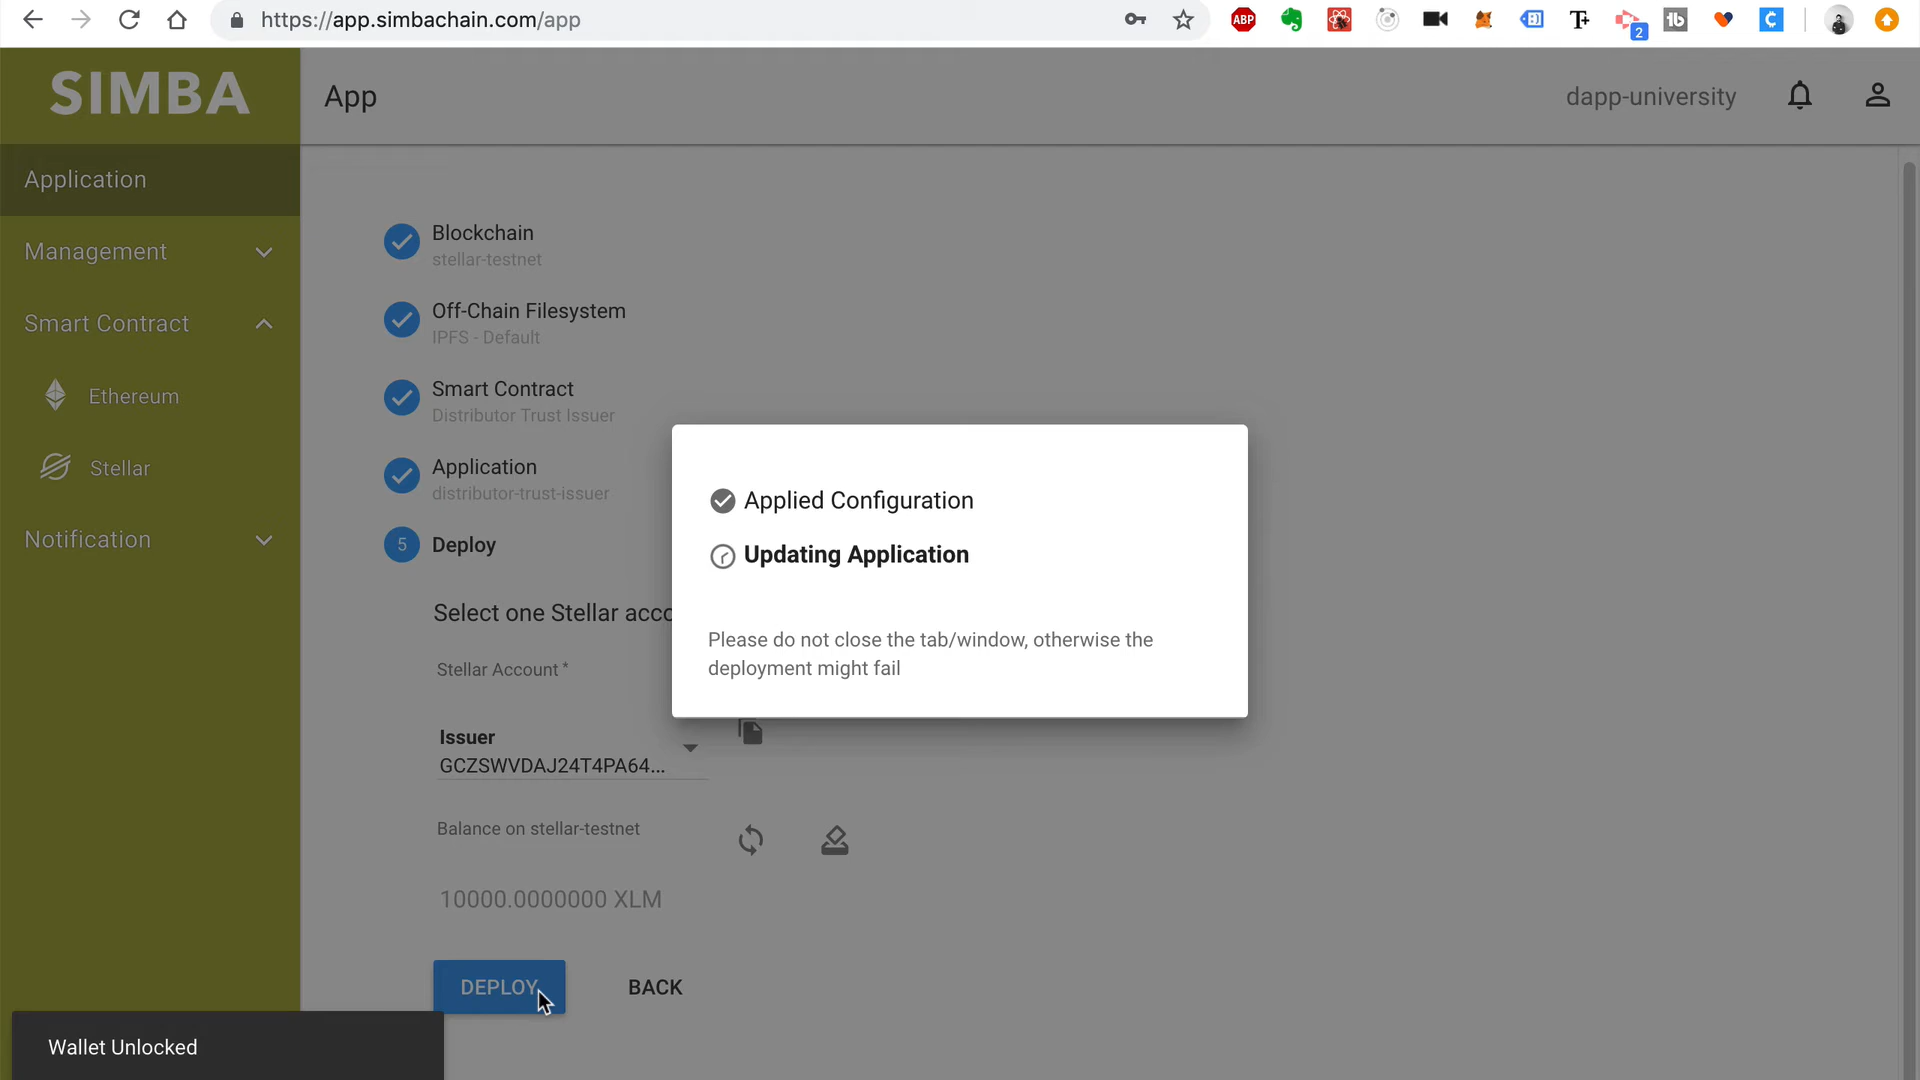 https://app.simbachain.com/app
ABP
2
SIMBA
App
dapp-university
Application
Management
Smart Contract
Ethereum
Stellar
Notification
Blockchain
stellar-testnet
Off-Chain Filesystem
IPFS - Default
Smart Contract
Distributor Trust Issuer
Application
distributor-trust-issuer
5 Deploy
Select one Stellar acco
Stellar Account *
Issuer
GCZSWVDAJ24T4PA64...
Balance on stellar-testnet
10000.0000000 XLM
DEPLOY
BACK
Applied Configuration
Updating Application
Please do not close the tab/window, otherwise the
deployment might fail
Wallet Unlocked